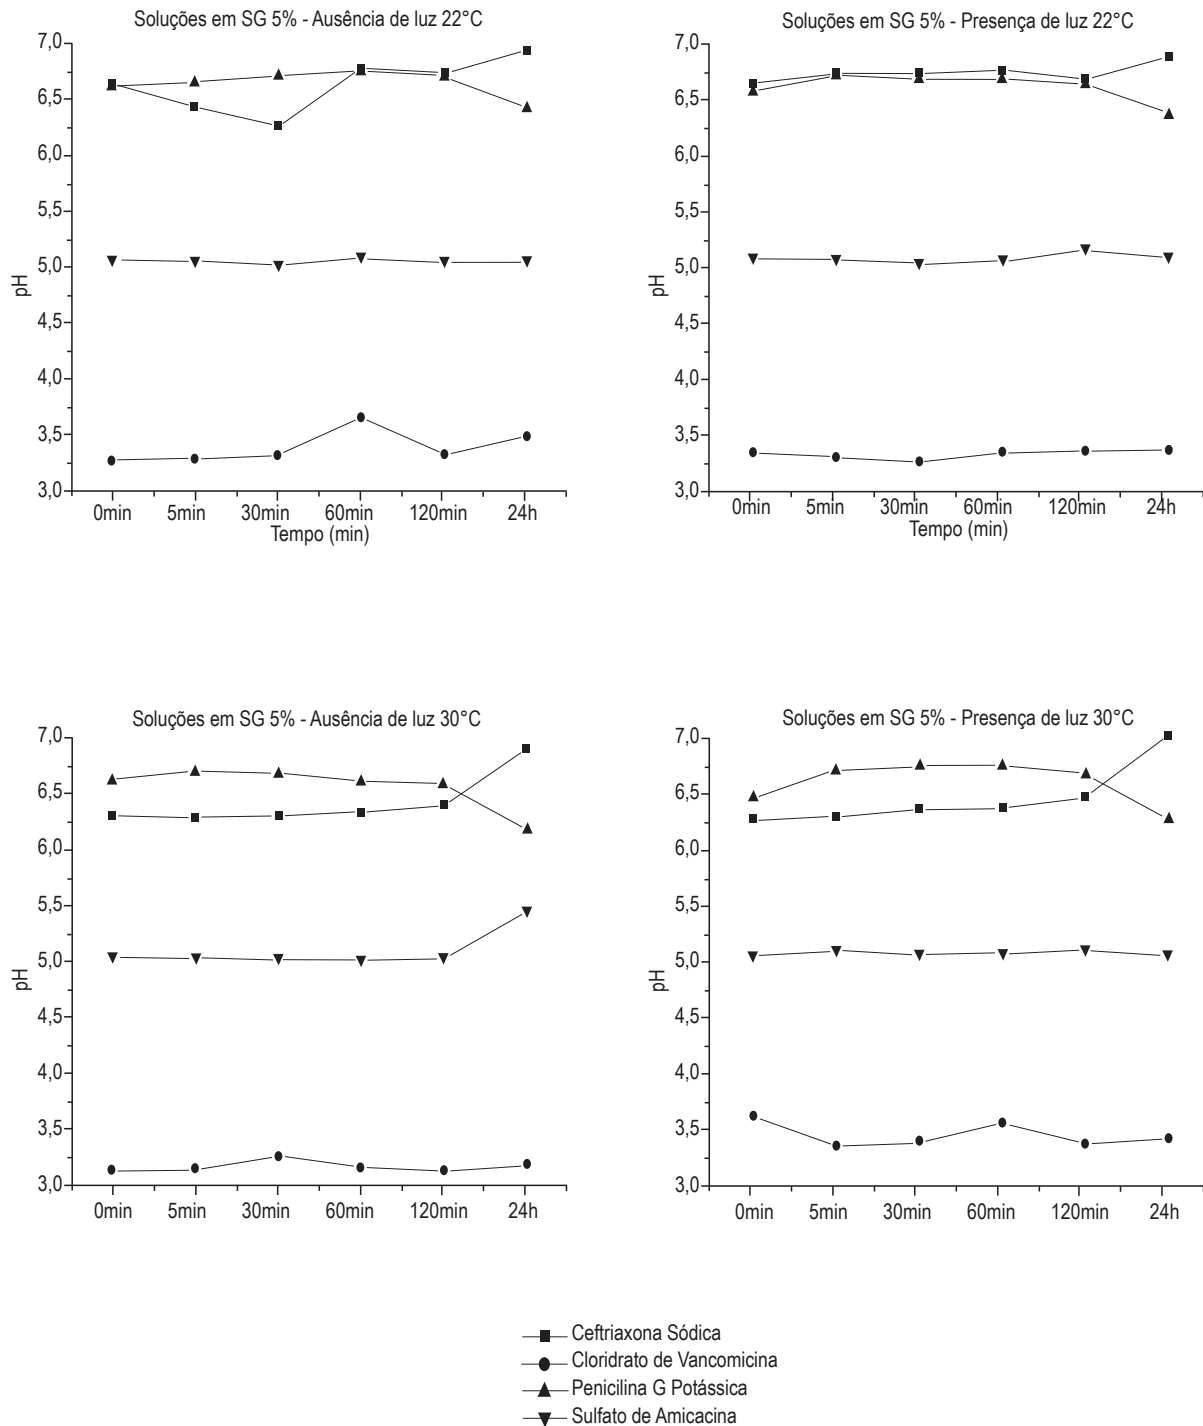 Soluções em SG 5% - Ausência de luz 22°C
7,0
6,5
6,0
5,5
5,0
4,5
4,0
3,5
3,0
pH
0min 5min 30min 60min 120min 24h
Tempo (min)
Soluções em SG 5% - Presença de luz 22°C
7,0
6,5
6,0
5,5
5,0
4,5
4,0
3,5
3,0
pH
0min 5min 30min 60min 120min 24h
Tempo (min)
Soluções em SG 5% - Ausência de luz 30°C
7,0
6,5
6,0
5,5
5,0
4,5
4,0
3,5
3,0
pH
0min 5min 30min 60min 120min 24h
Soluções em SG 5% - Presença de luz 30°C
7,0
6,5
6,0
5,5
5,0
4,5
4,0
3,5
3,0
pH
0min 5min 30min 60min 120min 24h
Ceftriaxona Sódica
Cloridrato de Vancomicina
Penicilina G Potássica
Sulfato de Amicacina